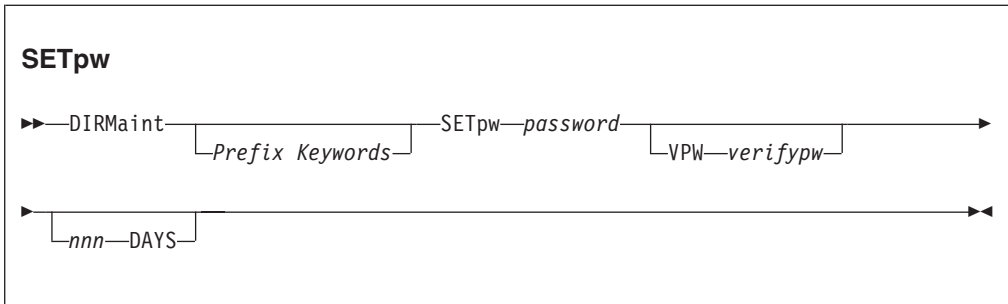 SETpw
DIRMaint SETpw password
Prefix Keywords VPW verifypw
nnn DAYS